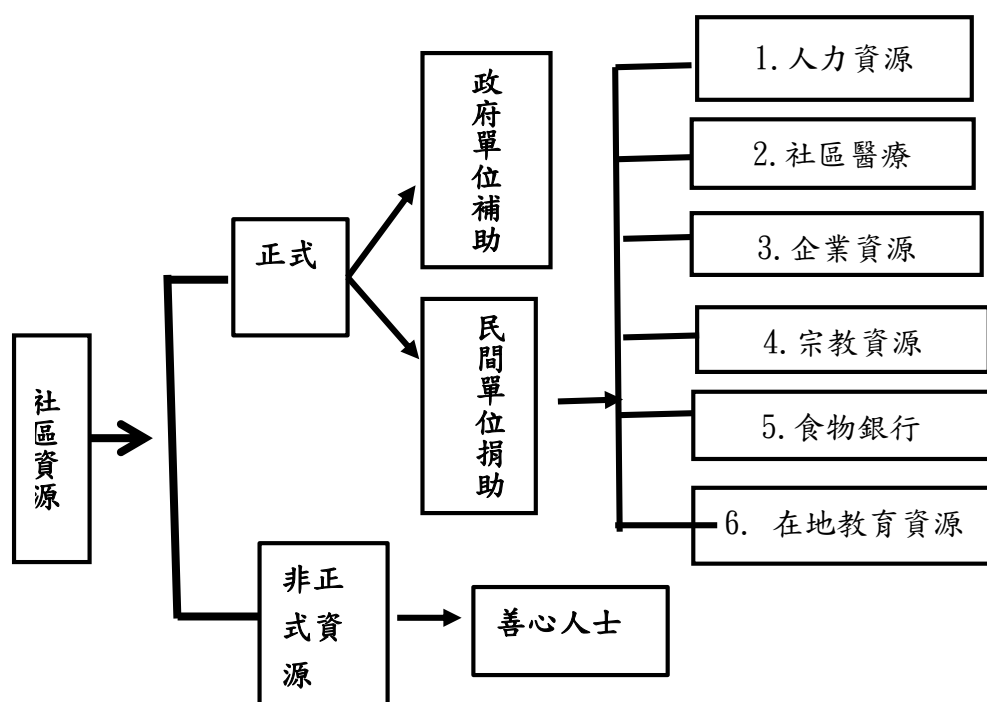 社區資源
正式
政府單位補助
民間單位捐助
1.人力資源
2.社區醫療
3.企業資源
4.宗教資源
5.食物銀行
6. 在地教育資源
非正
式資
源
善心人士